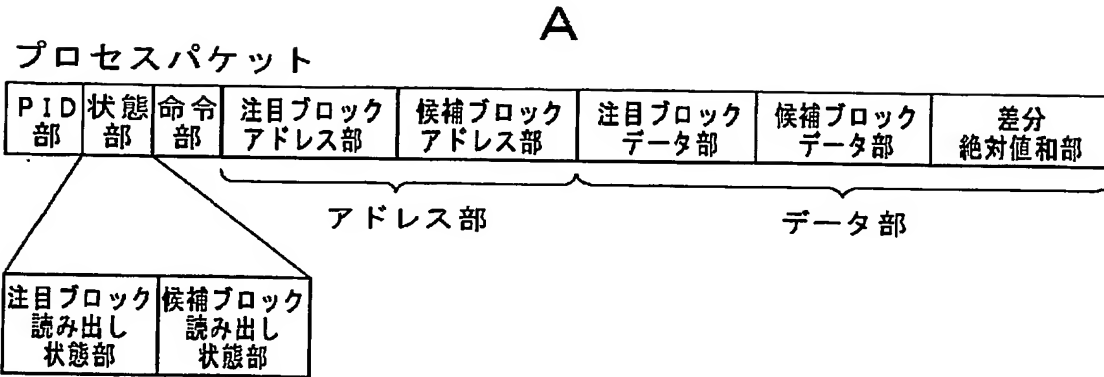 A
プロセスパケット
PID部
状態部
命令部
注目ブロック
アドレス部
候補ブロック
アドレス部
注目ブロック
データ部
候補ブロック
データ部
差分
絶対値和部
アドレス部
データ部
注目ブロック
読み出し
状態部
候補ブロック
読み出し
状態部